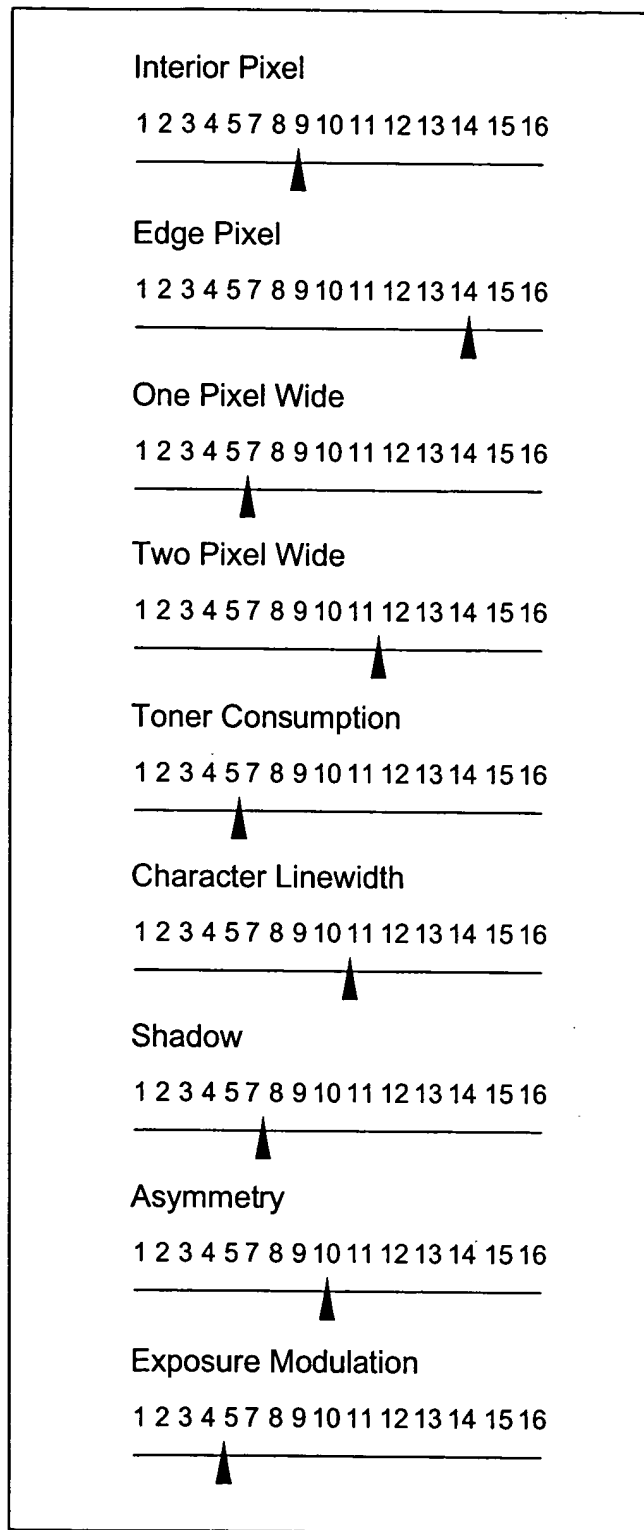 Interior Pixel
1 2 3 4 5 7 8 9 10 11 12 13 14 15 16
Edge Pixel
1 2 3 4 5 7 8 9 10 11 12 13 14 16
One Pixel Wide
1 2 3 4 5 7 8 9 10 11 12 13 14 15 16
Two Pixel Wide
1 2 3 4 5 7 8 9 10 11 12 13 14 15 16
Toner Consumption
1 2 3 4 5 7 8 9 10 11 12 13 14 15 16
Character Linewidth
1 2 3 4 5 7 8 9 10 11 12 13 14 15 16
Shadow
1 2 3 4 5 7 8 9 10 11 12 13 14 15 16
Asymmetry
1 2 3 4 5 7 8 9 10 11 12 13 14 15 16
Exposure Modulation
1 2 3 4 5 7 8 9 10 11 12 13 14 15 16